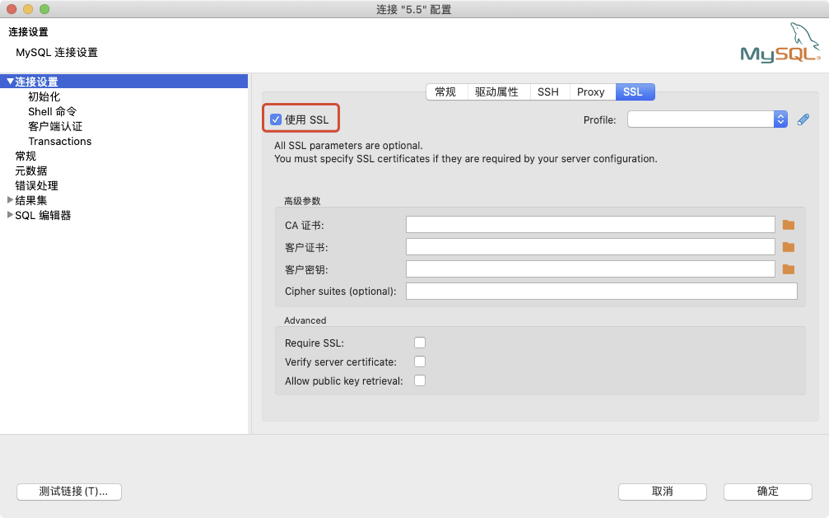 连接 "5.5" 配置
连接设置
MySQL 连接设置
MySQL
连接设置
初始化
Shell 命令
客户端认证
Transactions
常规
元数据
错误处理
结果集
SQL 编辑器
常规 驱动属性 SSH Proxy SSL
使用 SSL Profile:
All SSL parameters are optional.
You must specify SSL certificates if they are required by your server configuration.
高级参数
CA 证书:
客户证书:
客户密钥:
Cipher suites (optional):
Advanced
Require SSL:
Verify server certificate:
Allow public key retrieval:
测试链接 (T)... 取消 确定